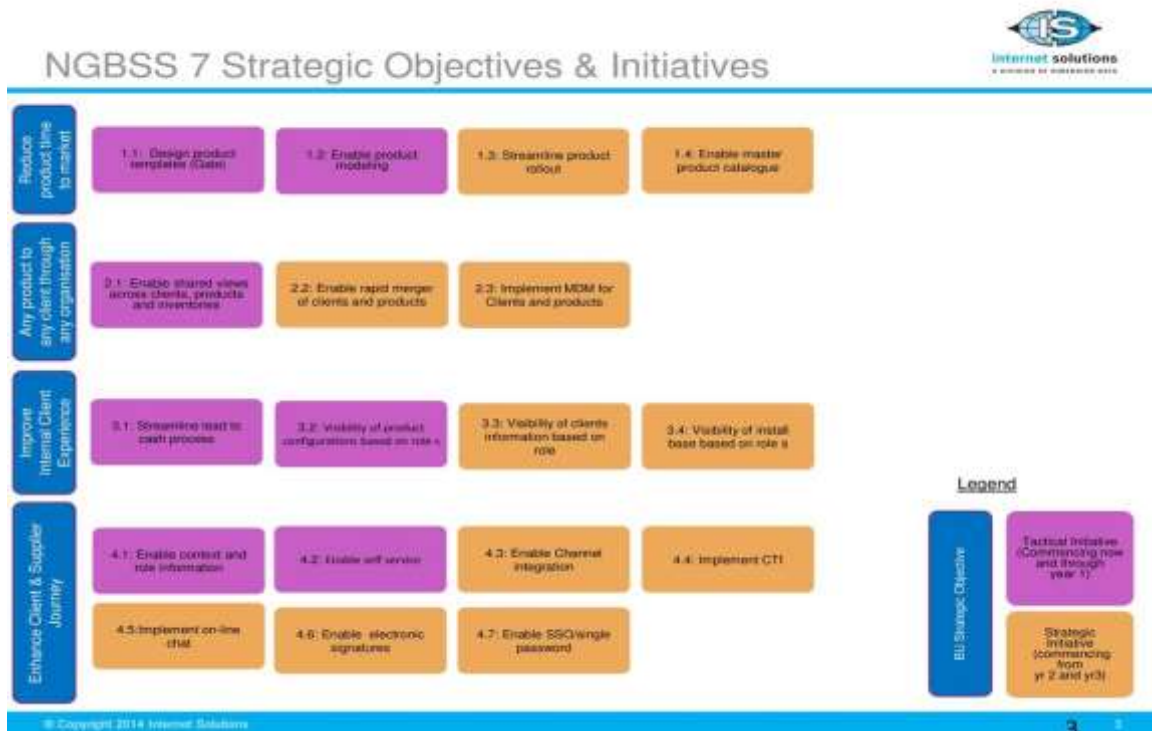 NGBSS 7 Strategic Objectives & Initiatives
IS
internet solutions
A DIVISION OF DIMENSION DATA
Reduce
product time
to market
1.1: Design product
templates (Gate)
1.2: Enable product
modeling
1.3: Streamline product
rollout
1.4: Enable master
product catalogue
Any product to
any client through
any organisation
2.1: Enable shared views
across clients, products
and inventories
2.2: Enable rapid merger
of clients and products
2.3: Implement MDM for
Clients and products
Improve
Internal Client
Experience
3.1: Streamline lead to
cash process
3.2: Visibility of product
configurations based on role s
3.3: Visibility of clients
information based on
role
3.4: Visibility of install
base based on role s
Enhance Client & Supplier
Journey
4.1: Enable context and
role information
4.2: Enable self service
4.3: Enable Channel
integration
4.4: Implement CTI
4.5:Implement on-line
chat
4.6: Enable electronic
signatures
4.7: Enable SSO/single
password
Legend
BU Strategic Objective
Tactical Initiative
(Commencing now
and through
year 1)
Strategic
Initiative
(commencing
from
yr 2 and yr3)
© Copyright 2014 Internet Solutions
3
3